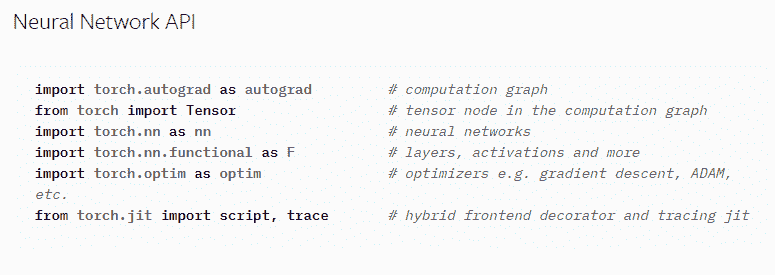 Neural Network API
import torch.autograd as autograd         # computation graph
from torch import Tensor                  # tensor node in the computation graph
import torch.nn as nn                     # neural networks
import torch.nn.functional as F           # layers, activations and more
import torch.optim as optim               # optimizers e.g. gradient descent, ADAM,
etc.
from torch.jit import script, trace       # hybrid frontend decorator and tracing jit